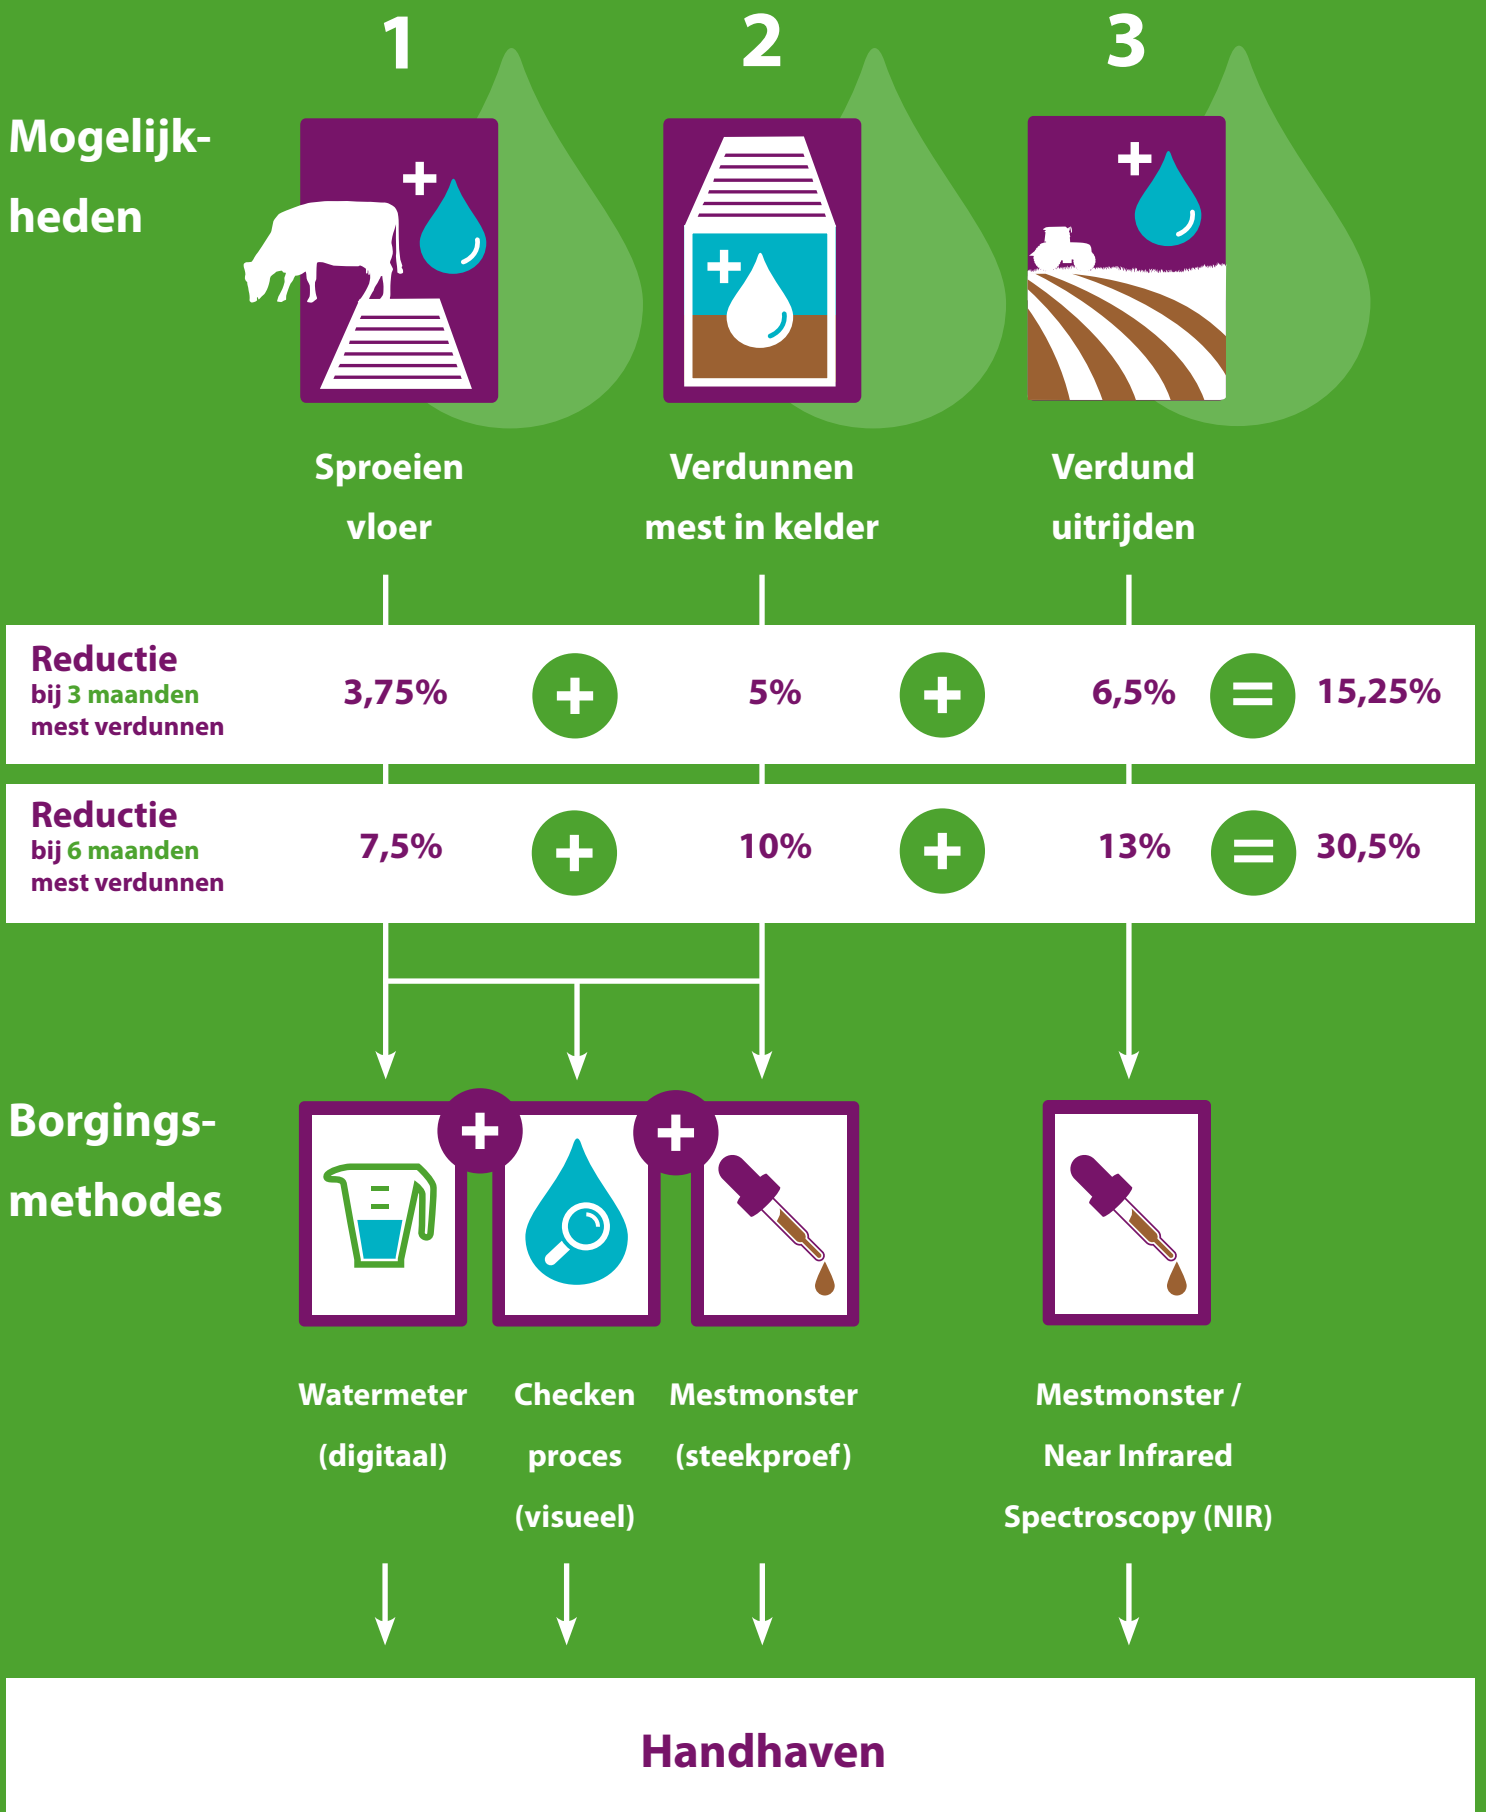 1
2
3
Mogelijk-
heden
Sproeien
vloer
Verdunnen
mest in kelder
Verdund
uitrijden
Reductie
bij 3 maanden
mest verdunnen
3,75%
+
5%
+
6,5%
=
15,25%
Reductie
bij 6 maanden
mest verdunnen
7,5%
+
10%
+
13%
=
30,5%
Borgings-
methodes
Watermeter
(digitaal)
Checken
proces
(visueel)
Mestmonster
(steekproef)
Mestmonster /
Near Infrared
Spectroscopy (NIR)
Handhaven